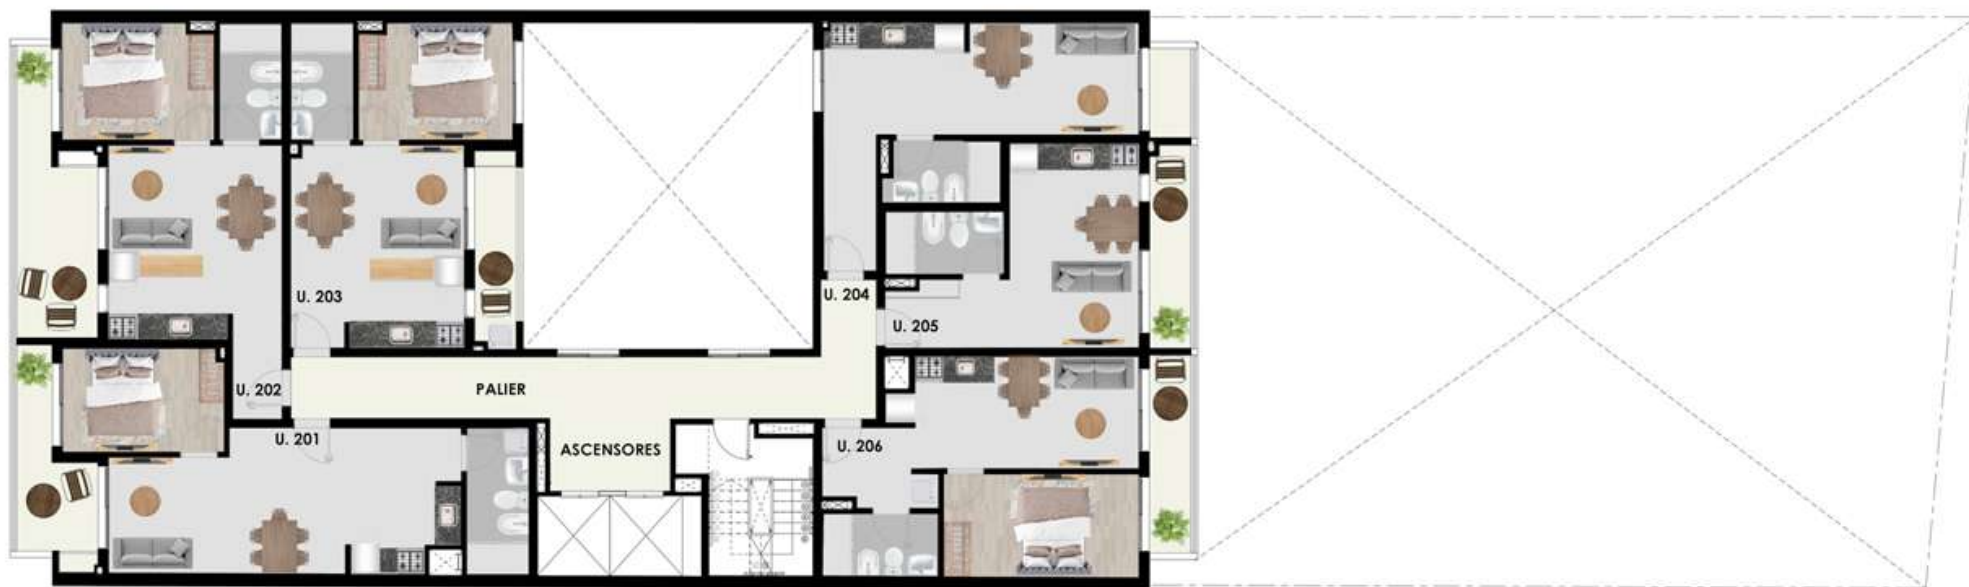 U. 203
U. 204
U. 205
U. 202
PALIER
U. 201
ASCENSORES
U. 206